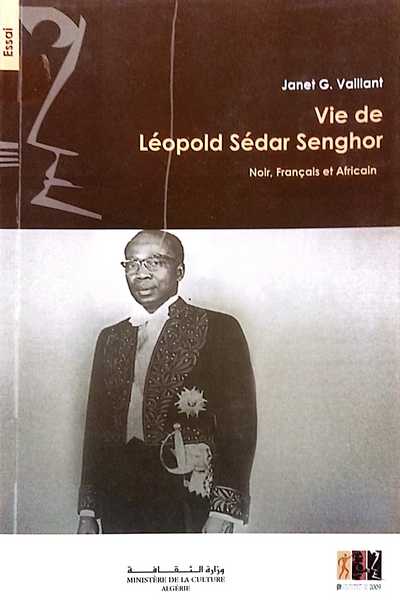 Essai
Janet G. Vaillant
Vie de
Léopold Sédar Senghor
Noir, Français et Africain
وزارة الثقافة
MINISTÈRE DE LA CULTURE
ALGÉRIE
2009